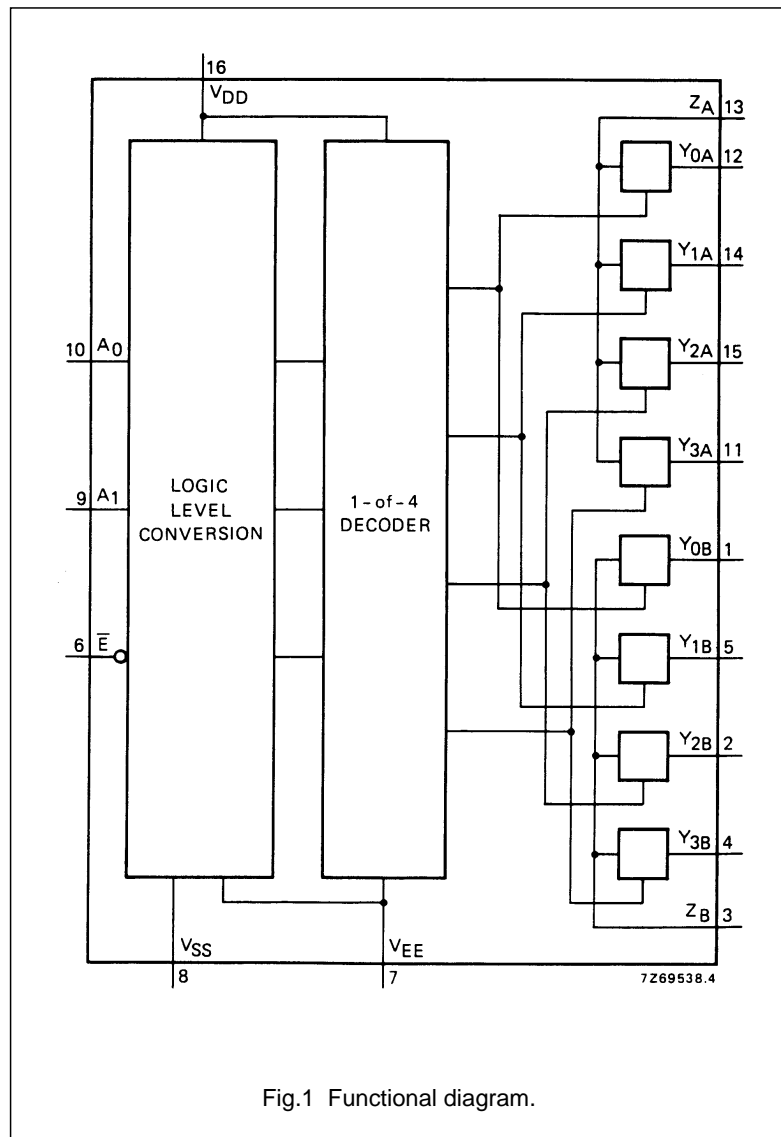 16
VDD
ZA 13
Y0A 12
Y1A 14
10 A0
Y2A 15
Y3A 11
9 A1
LOGIC
LEVEL
CONVERSION
1-of-4
DECODER
Y0B 1
6 E̅
Y1B 5
Y2B 2
Y3B 4
ZB 3
VSS
VEE
8
7
7Z69538.4
Fig.1 Functional diagram.